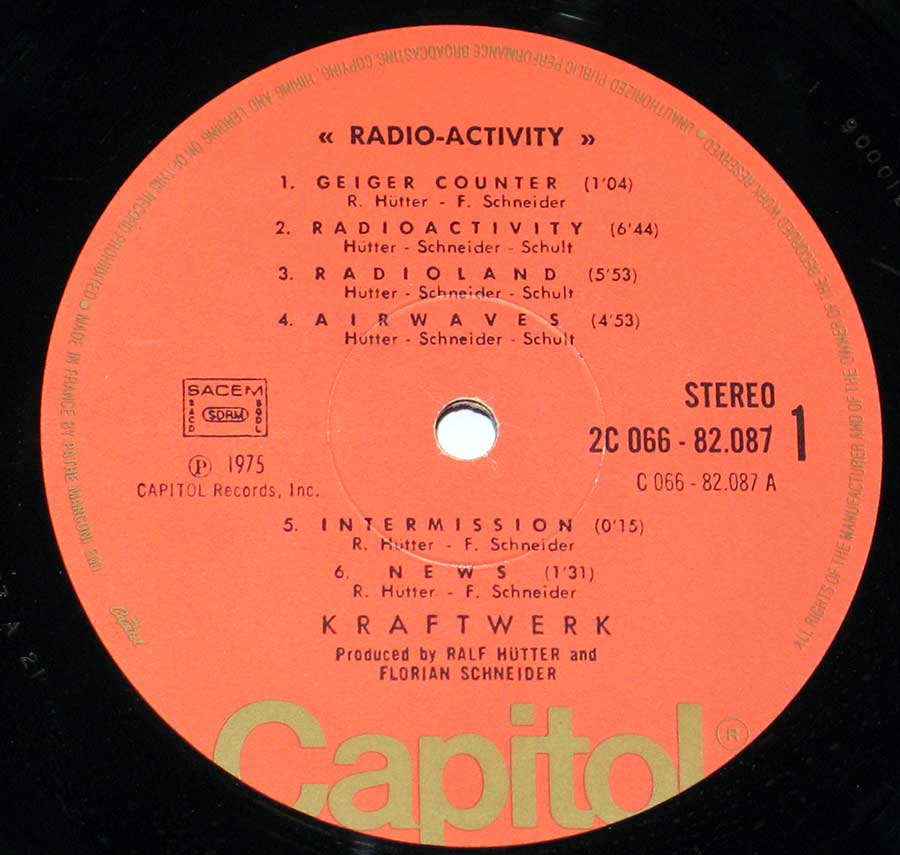 « RADIO-ACTIVITY »
1. GEIGER COUNTER (1'04)
R. Hütter - F. Schneider
2. RADIOACTIVITY (6'44)
Hütter - Schneider - Schult
3. RADIOLAND (5'53)
Hütter - Schneider - Schult
4. AIRWAVES (4'53)
Hütter - Schneider - Schult
SACEM
SACD SDRM SGDL
STEREO
2C 066 - 82.087 1
C 066 - 82.087 A
Ⓟ 1975
CAPITOL Records, Inc.
5. INTERMISSION (0'15)
R. Hütter - F. Schneider
6. NEWS (1'31)
R. Hütter - F. Schneider
KRAFTWERK
Produced by RALF HÜTTER and
FLORIAN SCHNEIDER
Capitol ®
Capitol
ALL RIGHTS OF THE MANUFACTURER AND OF THE OWNER OF THE RECORDED WORK RESERVED ● UNAUTHORIZED PUBLIC PERFORMANCE BROADCASTING COPYING, HIRING AND LENDING ON OF THIS RECORD PROHIBITED ● MADE IN FRANCE BY PATHE MARCONI EMI